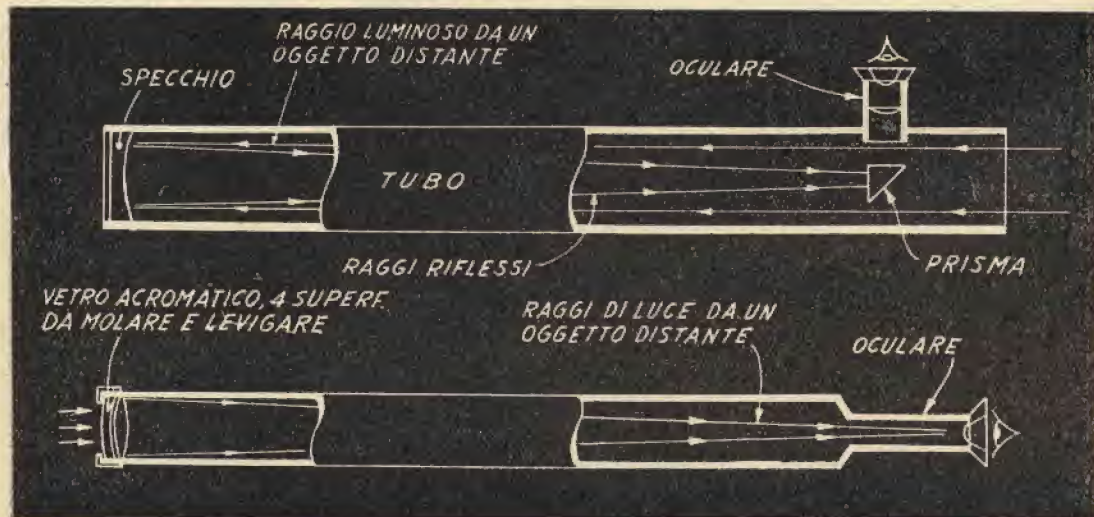 RAGGIO LUMINOSO DA UN
OGGETTO DISTANTE
SPECCHIO
OCULARE
TUBO
RAGGI RIFLESSI
PRISMA
VETRO ACROMATICO, 4 SUPERF.
DA MOLARE E LEVIGARE
RAGGI DI LUCE DA UN
OGGETTO DISTANTE
OCULARE